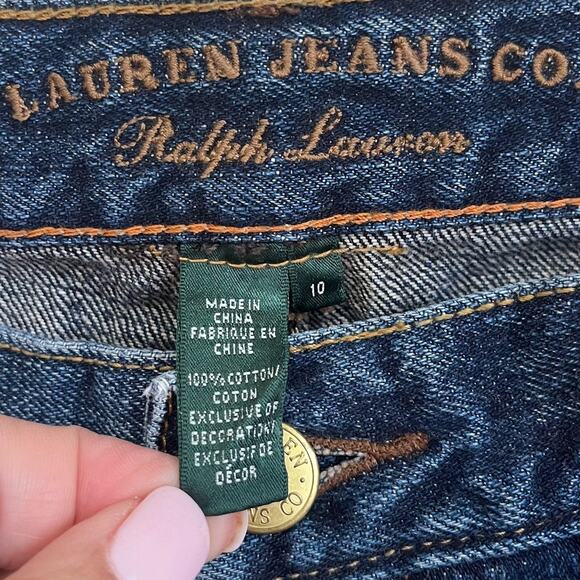 LAUREN JEANS CO.
Ralph Lauren
10
MADE IN
CHINA
FABRIQUE EN
CHINE
100% COTTON/
COTON
EXCLUSIVE OF
DECORATION/
EXCLUSIF DE
DÉCOR